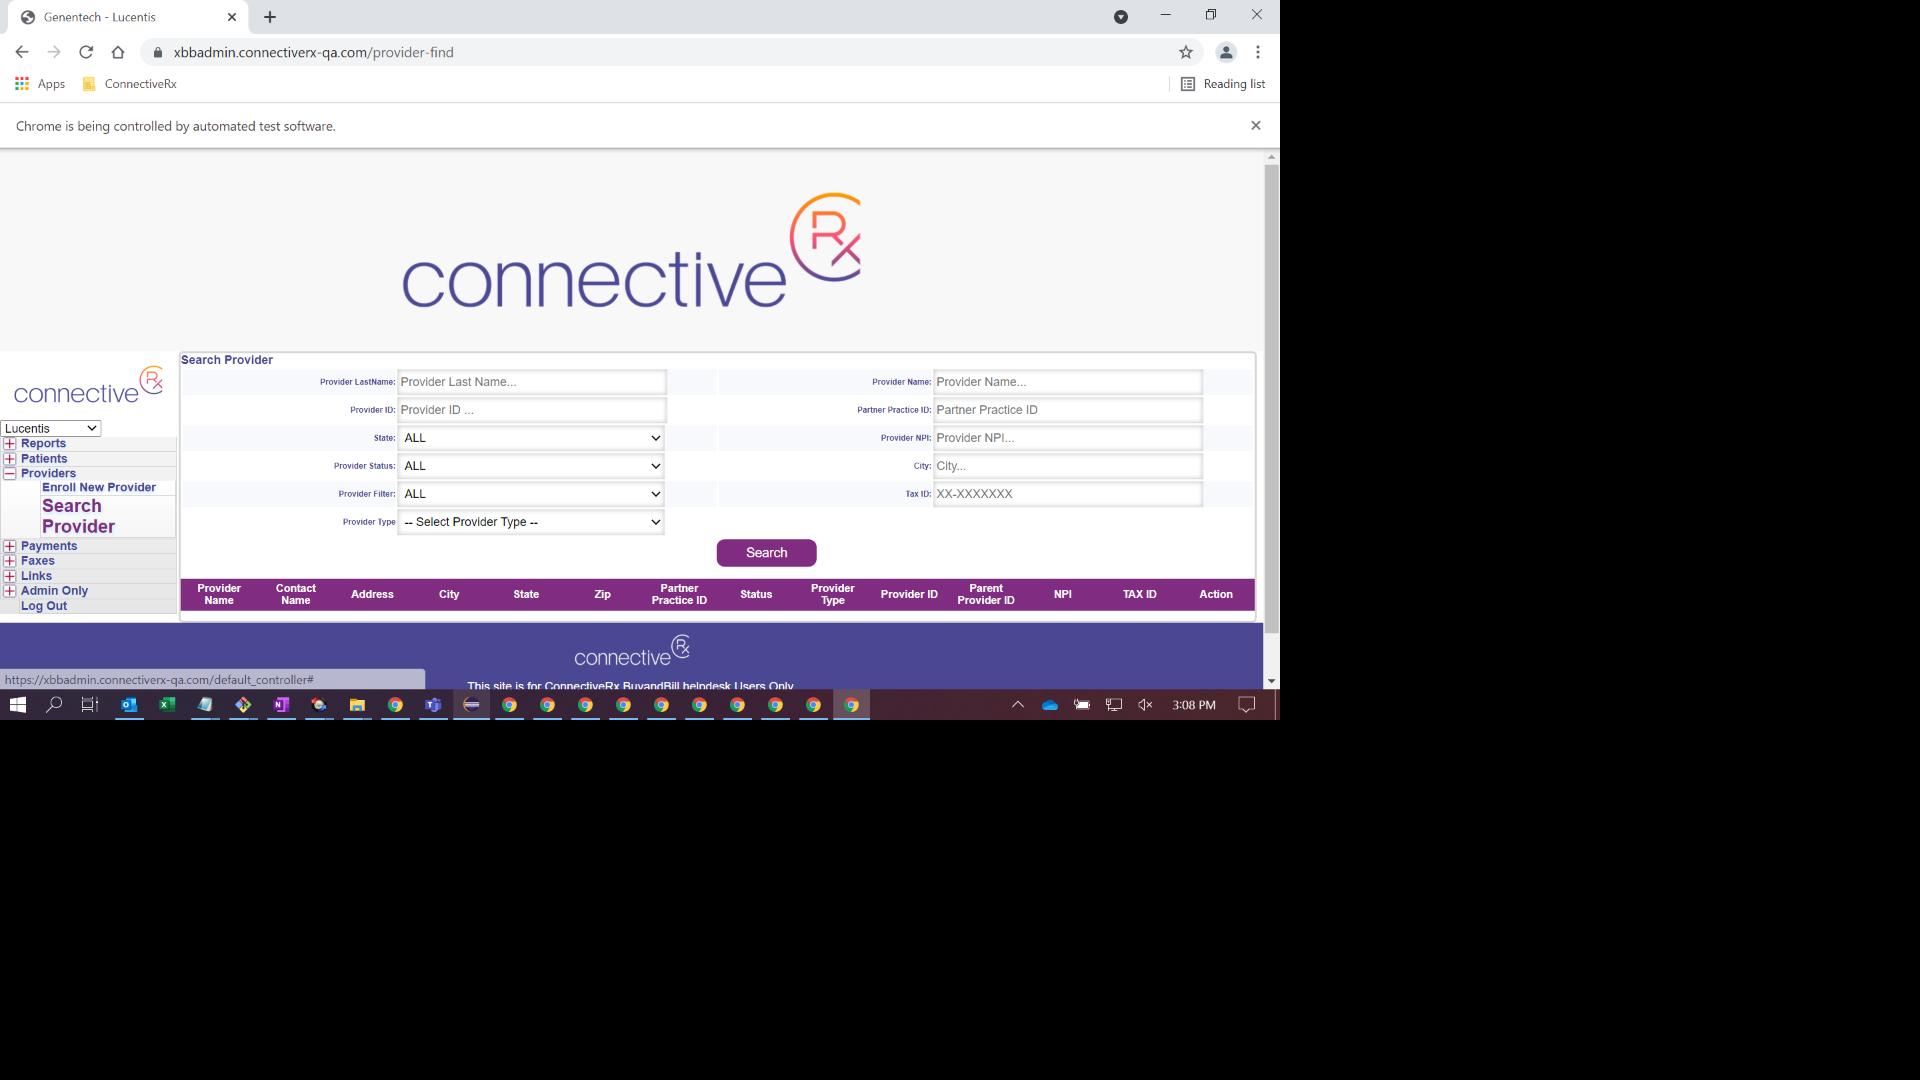 Genentech - Lucentis
xbbadmin.connectiverx-qa.com/provider-find
Apps
ConnectiveRx
Reading list
Chrome is being controlled by automated test software.
connective Rx
connective Rx
Lucentis
Reports
Patients
Providers
Enroll New Provider
Search
Provider
Payments
Faxes
Links
Admin Only
Log Out
Search Provider
Provider LastName: Provider Last Name... Provider Name: Provider Name...
Provider ID: Provider ID ... Partner Practice ID: Partner Practice ID
State: ALL Provider NPI: Provider NPI...
Provider Status: ALL City: City...
Provider Filter: ALL Tax ID: XX-XXXXXXX
Provider Type -- Select Provider Type --
Search
Provider Name Contact Name Address City State Zip Partner Practice ID Status Provider Type Provider ID Parent Provider ID NPI TAX ID Action
connective Rx
This site is for ConnectiveRx BuyandBill helpdesk Users Only
https://xbbadmin.connectiverx-qa.com/default_controller#
3:08 PM